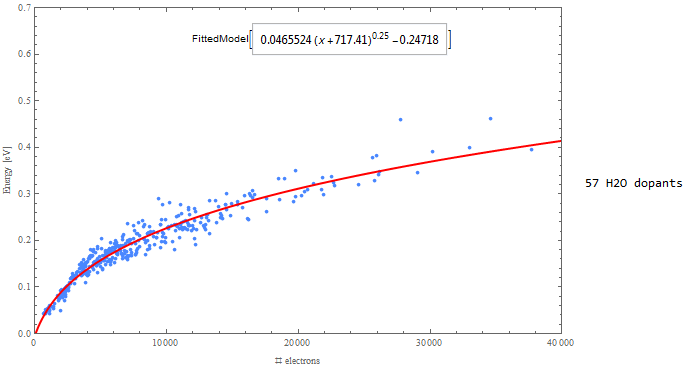 0.7
FittedModel[ 0.0465524 (x+717.41)^0.25 −0.24718 ]
0.6
0.5
0.4
Energy [eV]
57 H2O dopants
0.3
0.2
0.1
0.0
0 10000 20000 30000 40000
# electrons